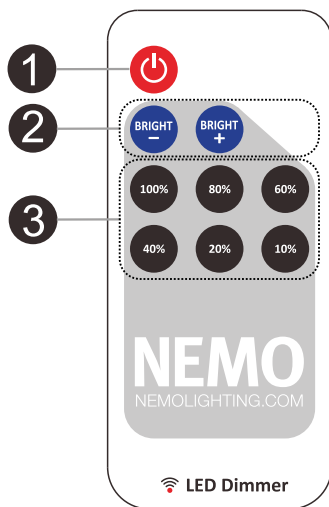 1
2
BRIGHT
−
BRIGHT
+
3
100% 80% 60%
40% 20% 10%
NEMO
NEMOLIGHTING.COM
LED Dimmer